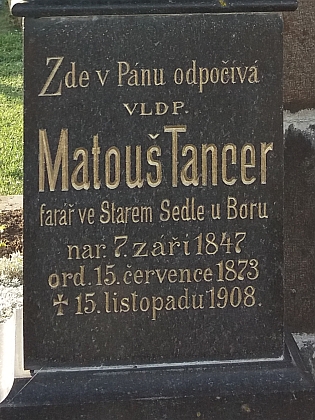 Zde v Pánu odpočívá
VLDP.
Matouš Tancer
farář ve Starem Sedle u Boru
nar. 7. září 1847
ord. 15. července 1873
✝ 15. listopadu 1908.